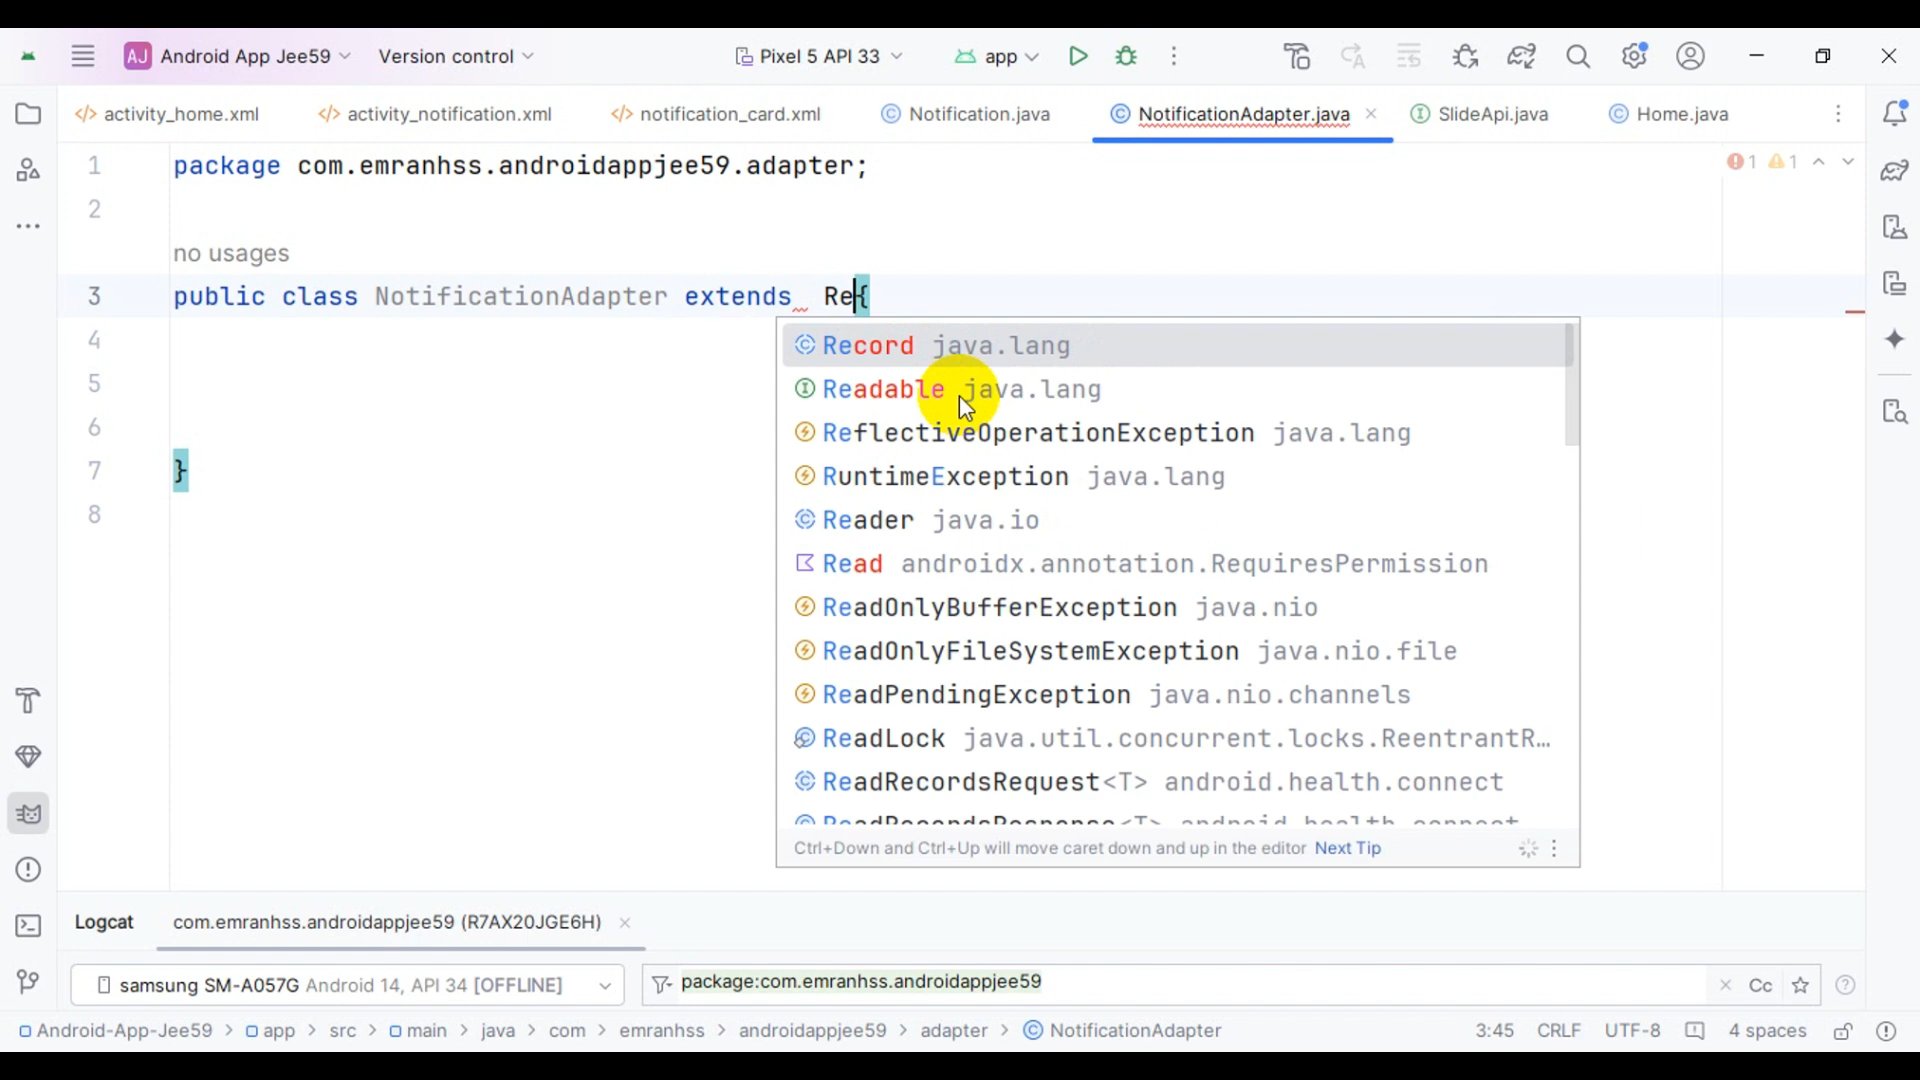 AJ Android App Jee59 Version control Pixel 5 API 33 app
activity_home.xml activity_notification.xml notification_card.xml Notification.java NotificationAdapter.java SlideApi.java Home.java
1 package com.emranhss.androidappjee59.adapter; 1 1
2
no usages
3 public class NotificationAdapter extends Re{
4
Record java.lang
5
Readable java.lang
6
ReflectiveOperationException java.lang
7 }
RuntimeException java.lang
8
Reader java.io
Read androidx.annotation.RequiresPermission
ReadOnlyBufferException java.nio
ReadOnlyFileSystemException java.nio.file
ReadPendingException java.nio.channels
ReadLock java.util.concurrent.locks.ReentrantR…
ReadRecordsRequest<T> android.health.connect
ReadRecordsResponse<T> android.health.connect
Ctrl+Down and Ctrl+Up will move caret down and up in the editor Next Tip
Logcat com.emranhss.androidappjee59 (R7AX20JGE6H)
samsung SM-A057G Android 14, API 34 [OFFLINE] package:com.emranhss.androidappjee59 Cc
Android-App-Jee59 > app > src > main > java > com > emranhss > androidappjee59 > adapter > NotificationAdapter 3:45 CRLF UTF-8 4 spaces